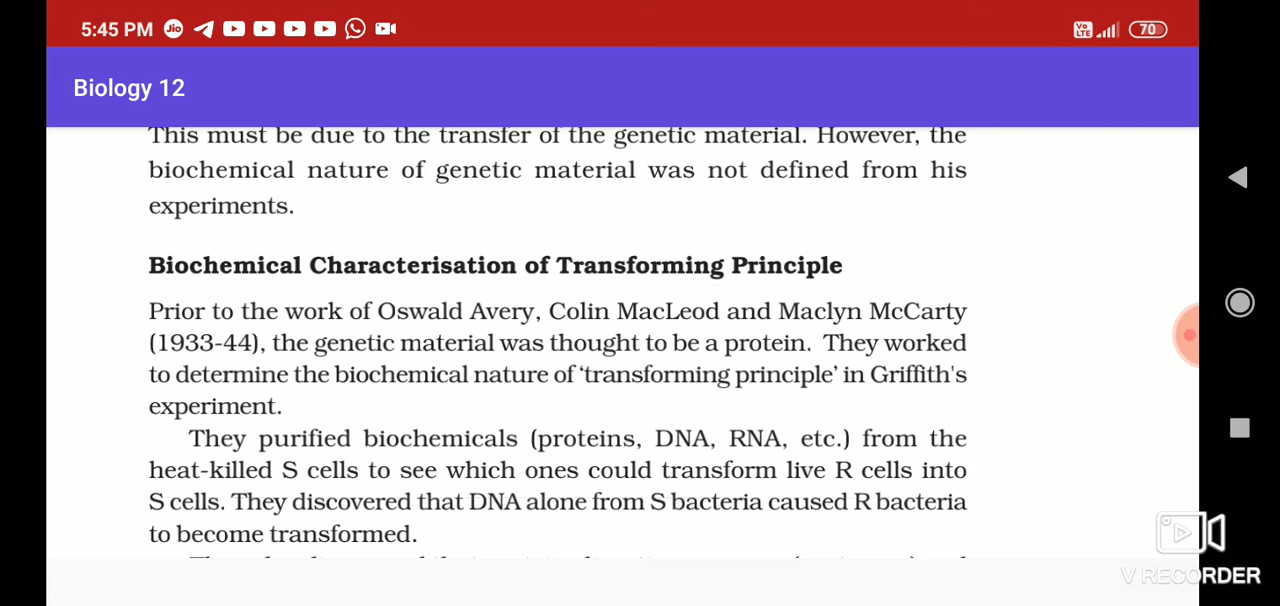 5:45 PM Jio Vo LTE 70
Biology 12
This must be due to the transfer of the genetic material. However, the
biochemical nature of genetic material was not defined from his
experiments.
Biochemical Characterisation of Transforming Principle
Prior to the work of Oswald Avery, Colin MacLeod and Maclyn McCarty
(1933-44), the genetic material was thought to be a protein. They worked
to determine the biochemical nature of ‘transforming principle’ in Griffith's
experiment.
They purified biochemicals (proteins, DNA, RNA, etc.) from the
heat-killed S cells to see which ones could transform live R cells into
S cells. They discovered that DNA alone from S bacteria caused R bacteria
to become transformed.
V RECORDER